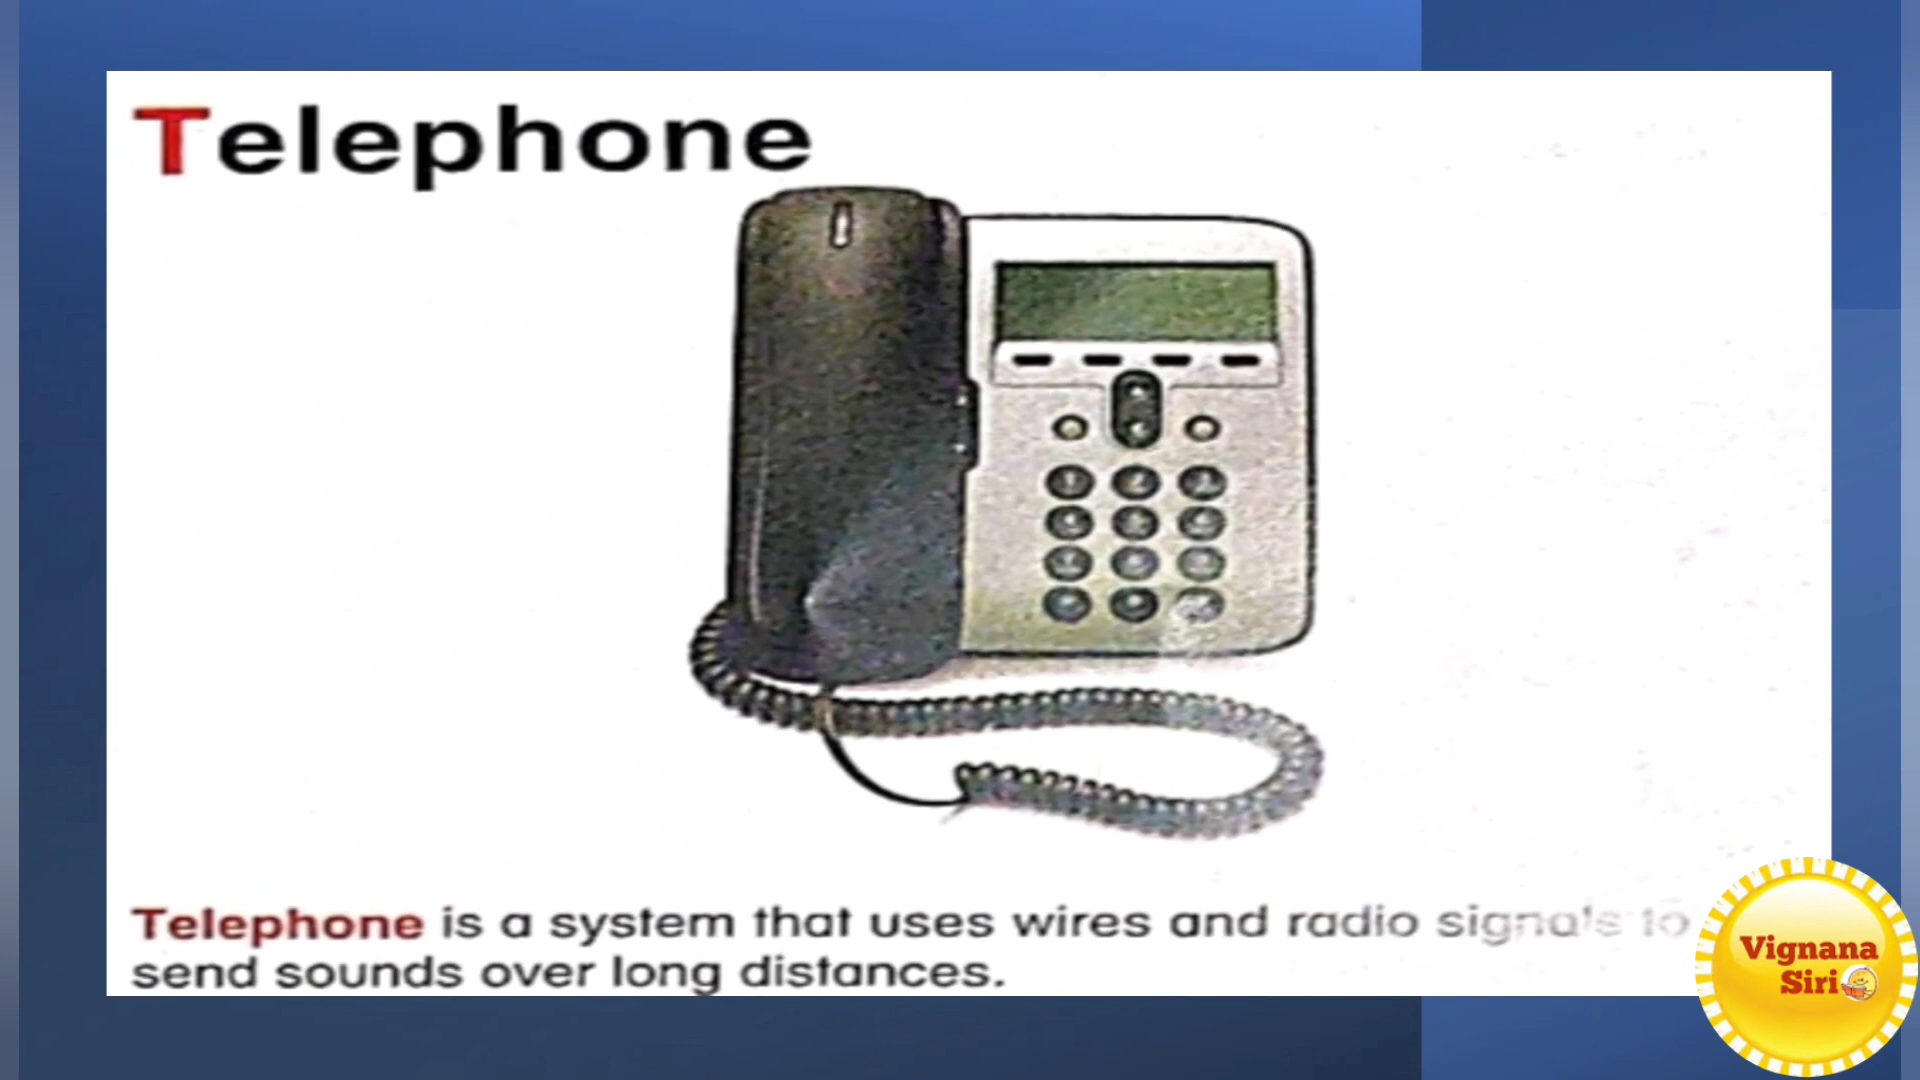 Telephone
Telephone is a system that uses wires and radio signals to
send sounds over long distances.
Vignana
Siri